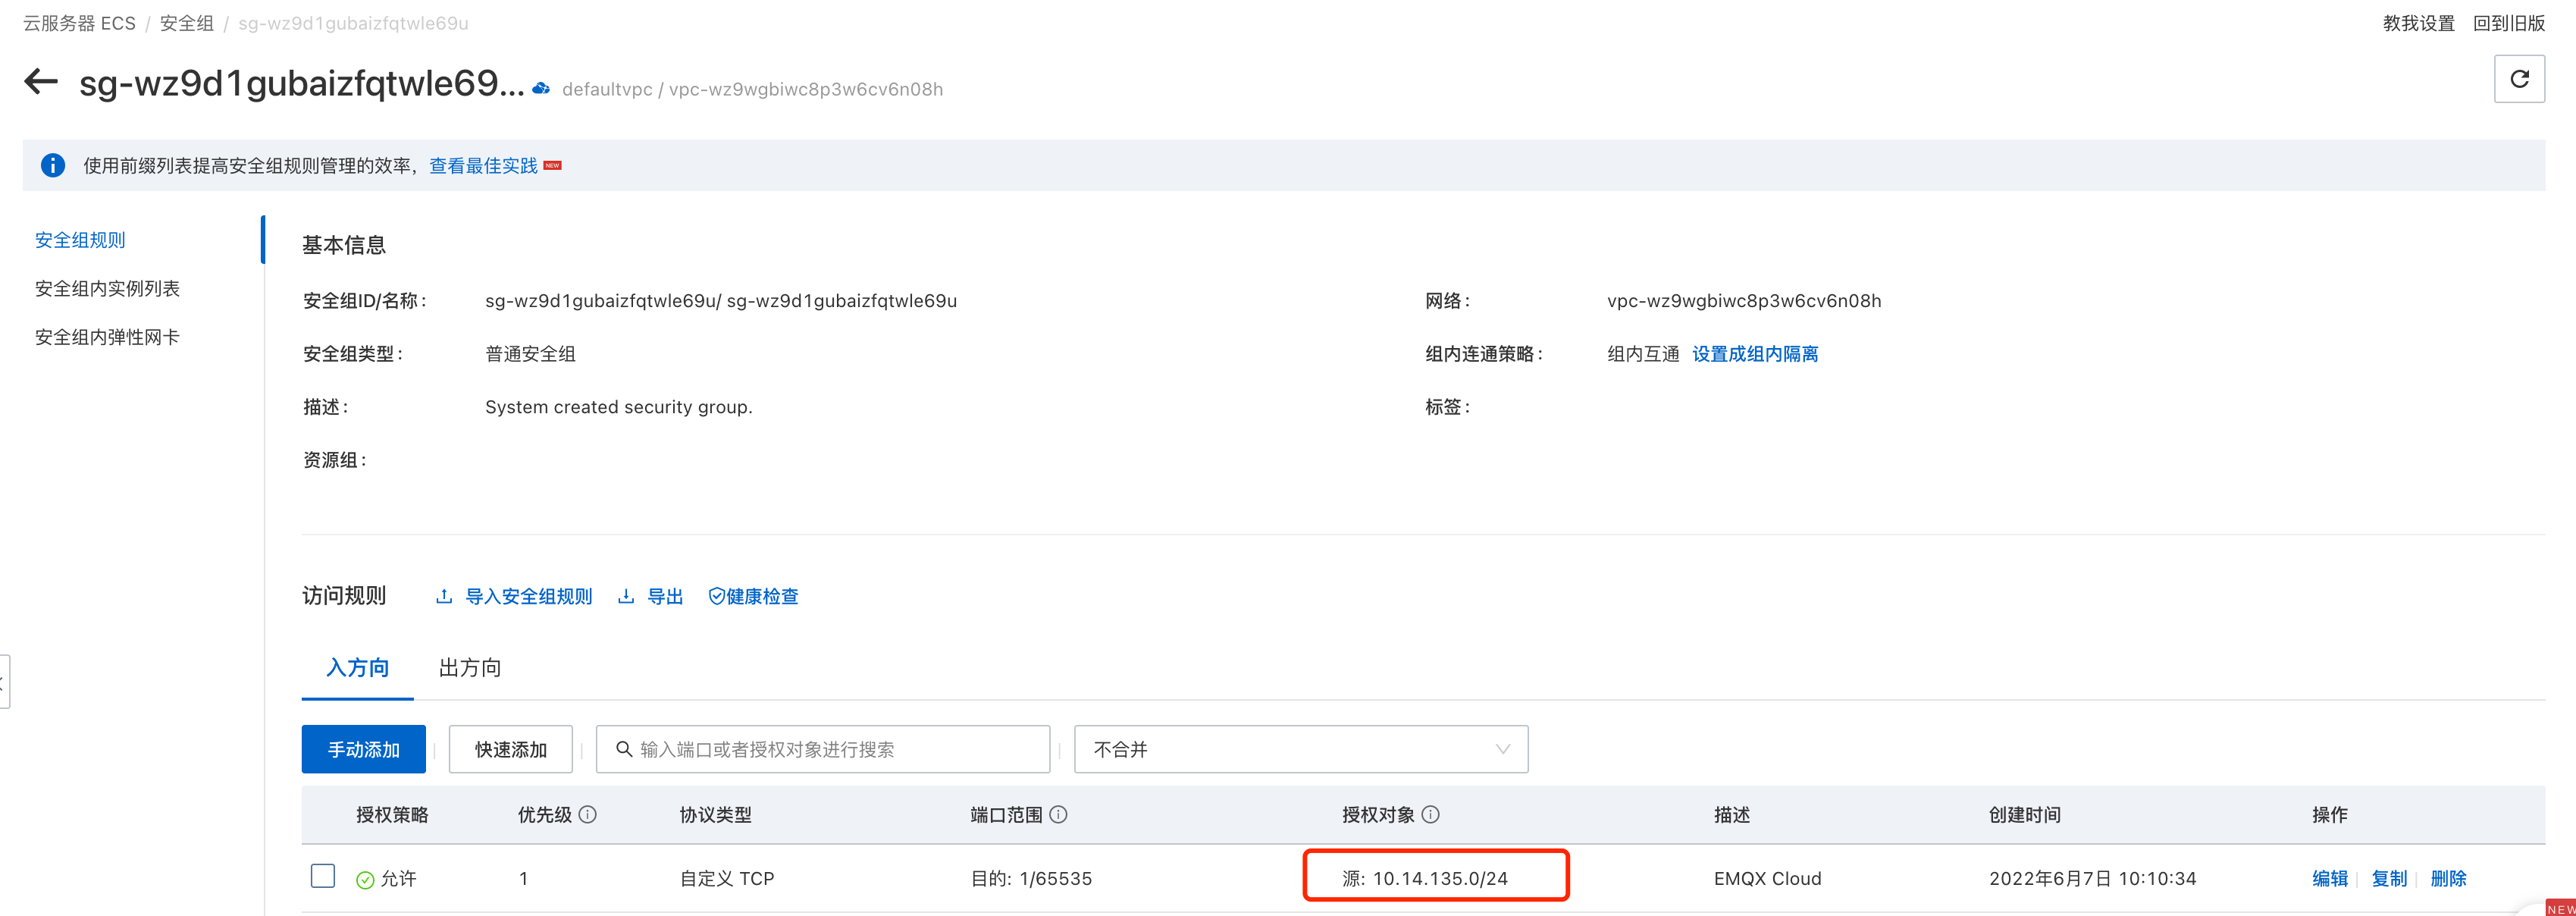 云服务器 ECS / 安全组 / sg-wz9d1gubaizfqtwle69u
教我设置 回到旧版
sg-wz9d1gubaizfqtwle69... defaultvpc / vpc-wz9wgbiwc8p3w6cv6n08h
使用前缀列表提高安全组规则管理的效率，查看最佳实践 NEW
安全组规则
安全组内实例列表
安全组内弹性网卡
基本信息
安全组ID/名称： sg-wz9d1gubaizfqtwle69u/ sg-wz9d1gubaizfqtwle69u
网络： vpc-wz9wgbiwc8p3w6cv6n08h
安全组类型： 普通安全组
组内连通策略： 组内互通 设置成组内隔离
描述： System created security group.
标签：
资源组：
访问规则 导入安全组规则 导出 健康检查
入方向 出方向
手动添加 快速添加 输入端口或者授权对象进行搜索 不合并
授权策略 优先级 协议类型 端口范围 授权对象 描述 创建时间 操作
允许 1 自定义 TCP 目的: 1/65535 源: 10.14.135.0/24 EMQX Cloud 2022年6月7日 10:10:34 编辑 复制 删除
NEW